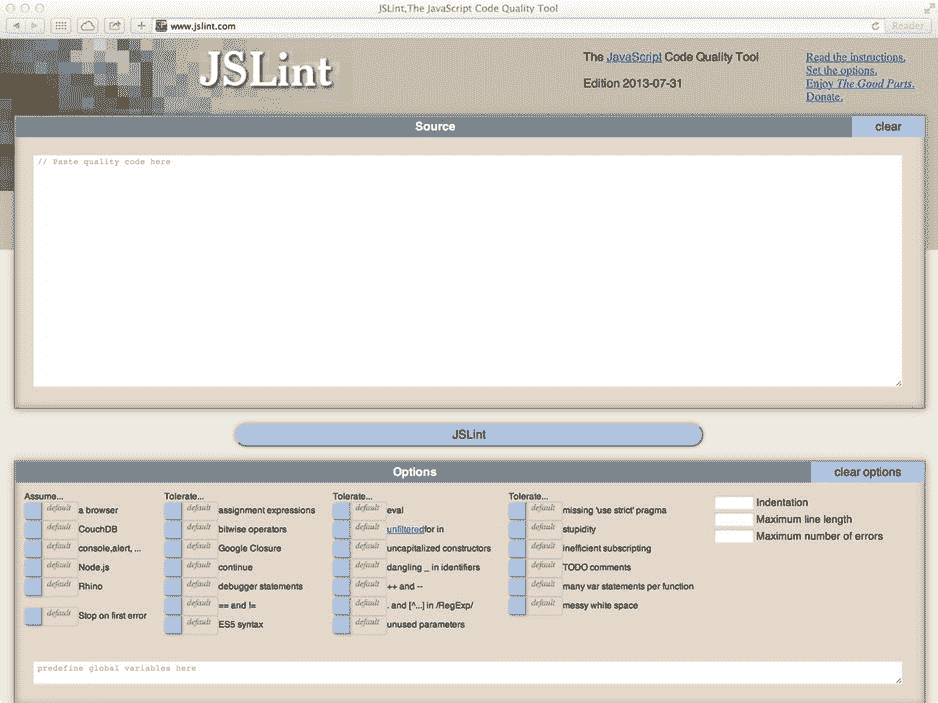 JSLint,The JavaScript Code Quality Tool
www.jslint.com
Reader
JSLint
The JavaScript Code Quality Tool
Edition 2013-07-31
Read the instructions.
Set the options.
Enjoy The Good Parts.
Donate.
Source
clear
// Paste quality code here
JSLint
Options
clear options
Assume...
default a browser
default CouchDB
default console,alert, ...
default Node.js
default Rhino
default Stop on first error
Tolerate...
default assignment expressions
default bitwise operators
default Google Closure
default continue
default debugger statements
default == and !=
default ES5 syntax
Tolerate...
default eval
default unfilteredfor in
default uncapitalized constructors
default dangling _ in identifiers
default ++ and --
default . and [^...] in /RegExp/
default unused parameters
Tolerate...
default missing 'use strict' pragma
default stupidity
default inefficient subscripting
default TODO comments
default many var statements per function
default messy white space
Indentation
Maximum line length
Maximum number of errors
predefine global variables here